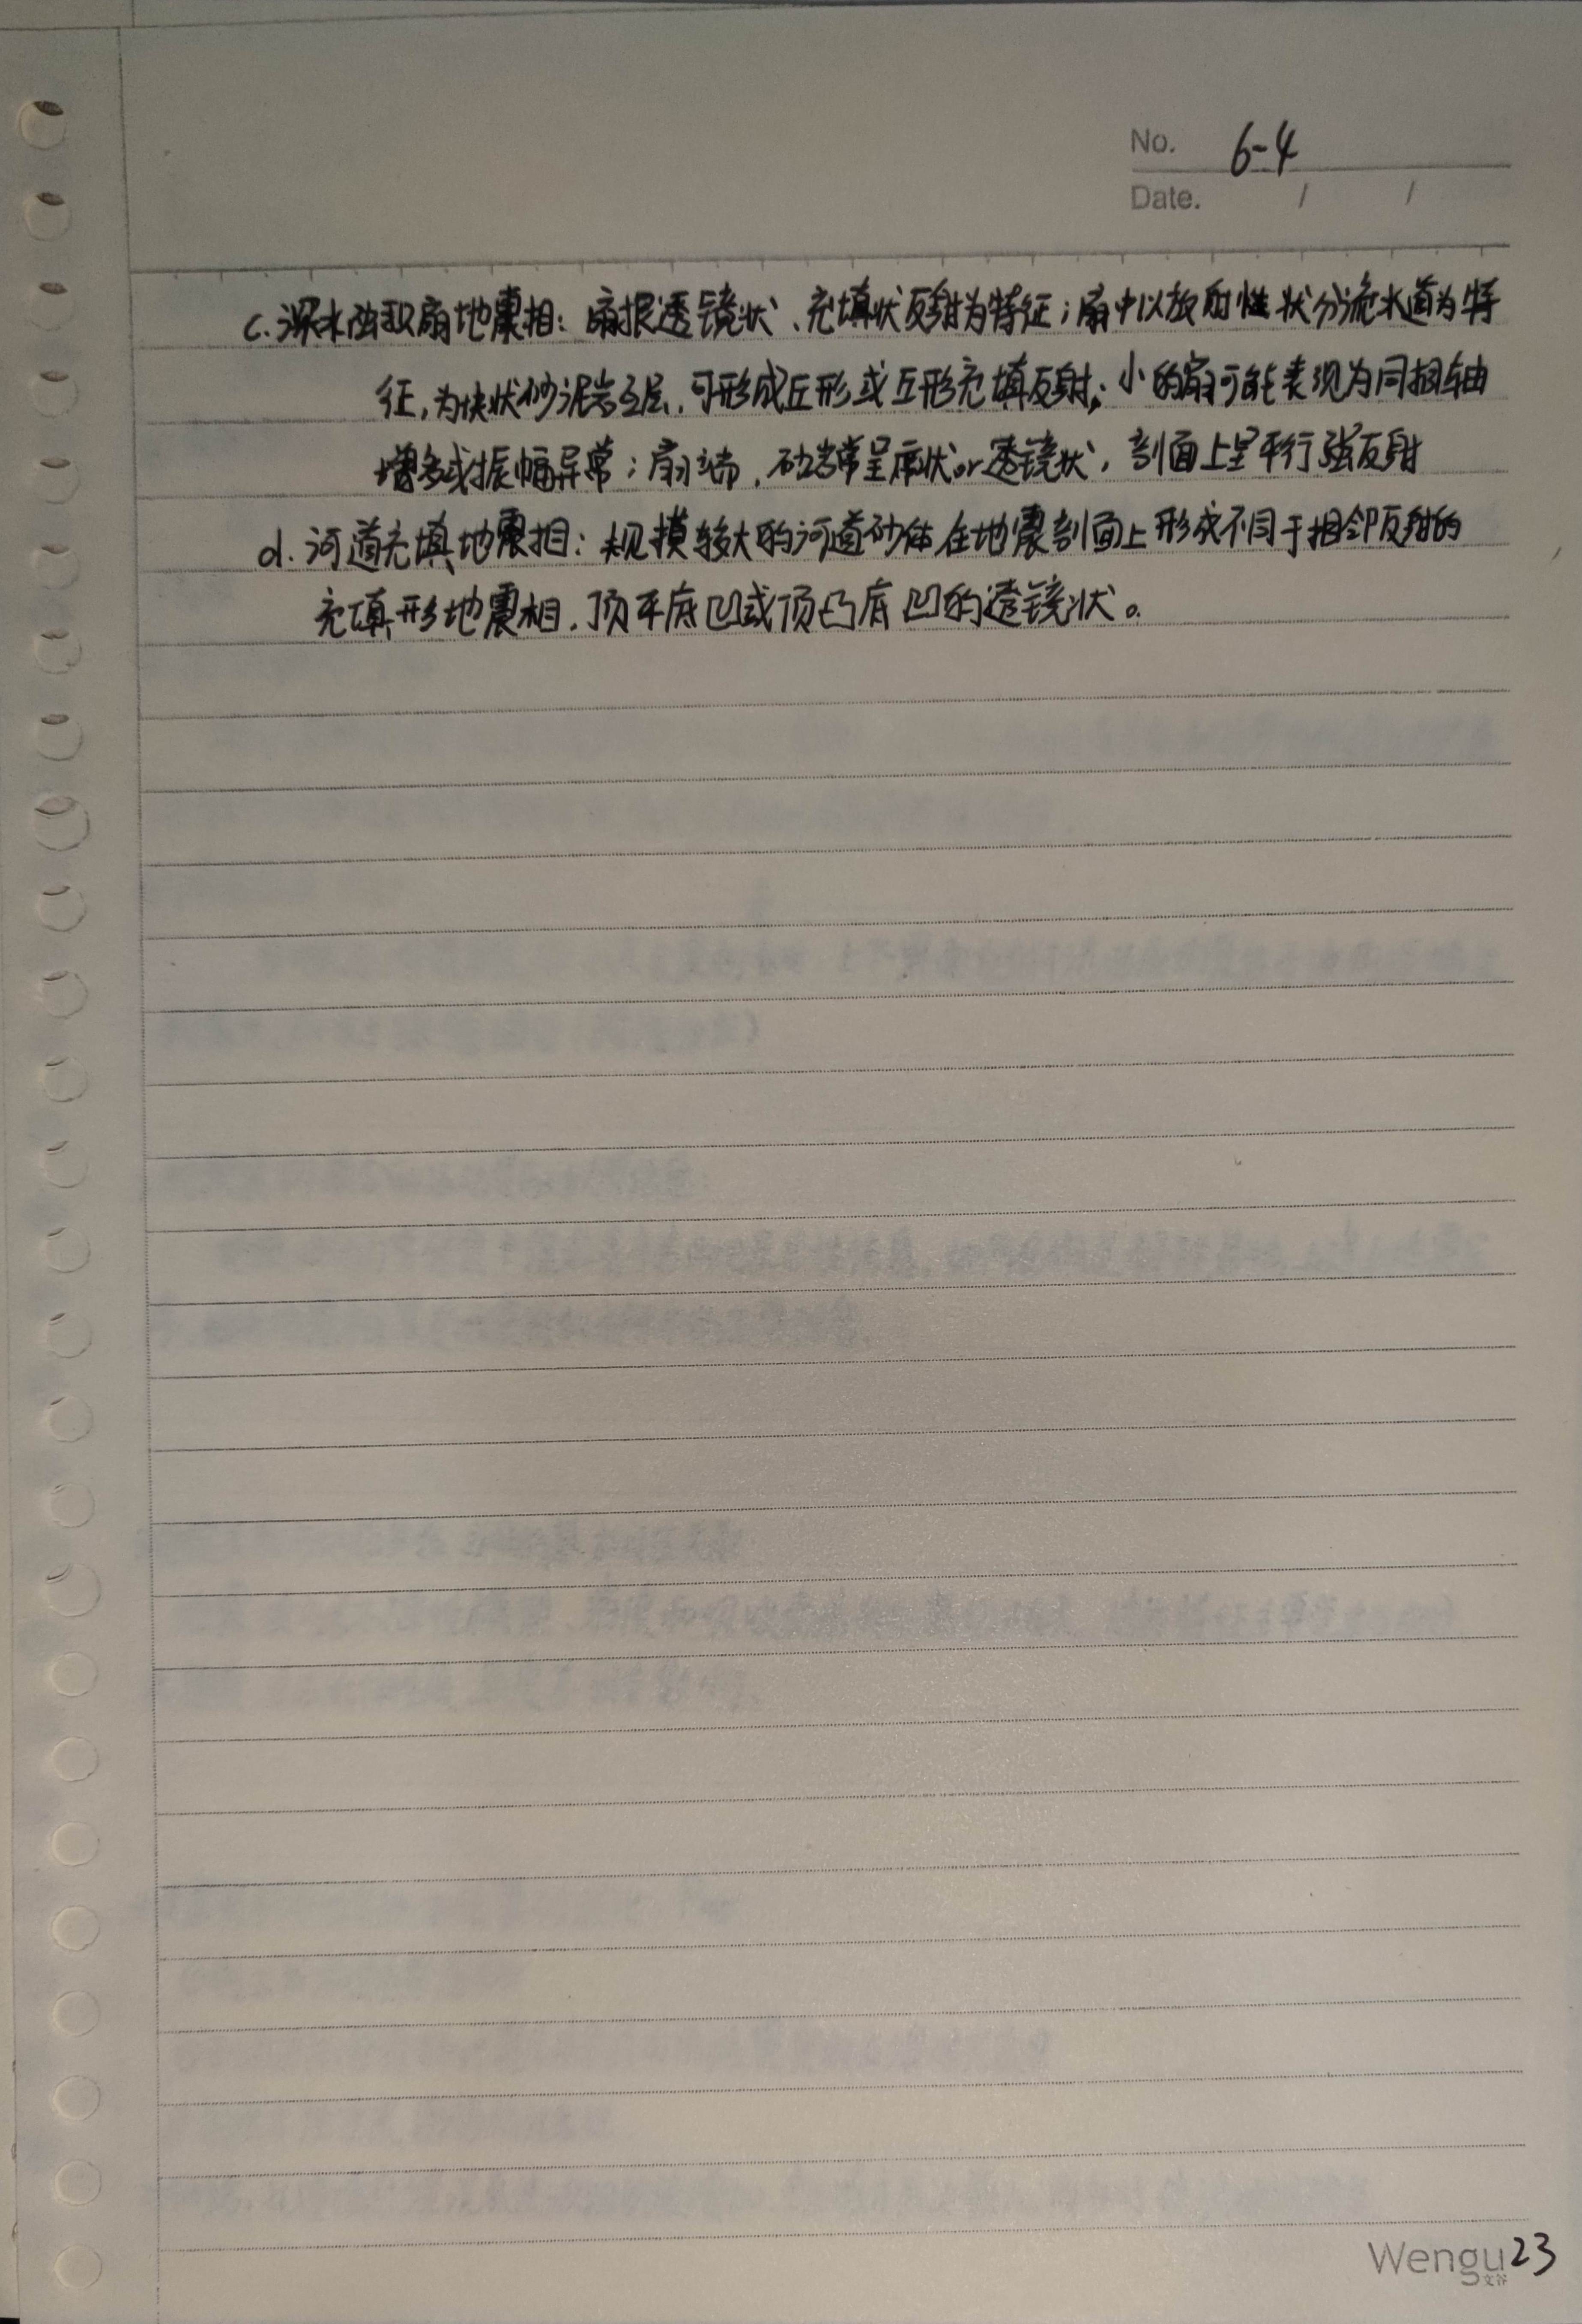 No. 6-4
Date. / /
c. 深水浊积扇地震相：扇根透镜状、充填状反射为特征；扇中以放射性状分流水道为特
征，为块状砂泥岩互层，可形成丘形或丘形充填反射；小的扇可能表现为同相轴
增多或振幅异常；扇端，砂岩常呈席状or透镜状，剖面上呈平行强反射
d. 河道充填地震相：规模较大的河道砂体在地震剖面上形成不同于相邻反射的
充填形地震相，顶平底凹或顶凸底凹的透镜状。
Wengu 23
文谷